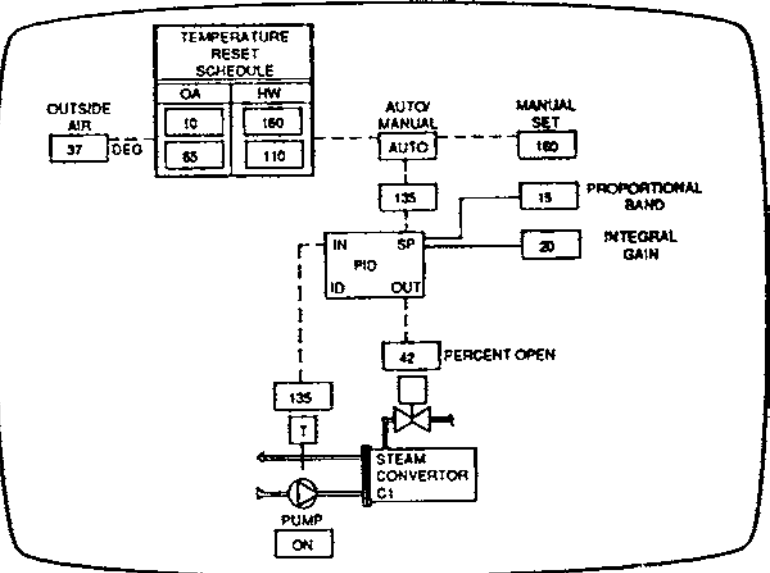 TEMPERATURE
RESET
SCHEDULE
OA HW
OUTSIDE
AIR
37 DEG
10 160
65 110
AUTO/
MANUAL
AUTO
MANUAL
SET
160
135
15 PROPORTIONAL
BAND
IN SP
PID
ID OUT
20 INTEGRAL
GAIN
42 PERCENT OPEN
135
T
STEAM
CONVERTOR
C1
PUMP
ON